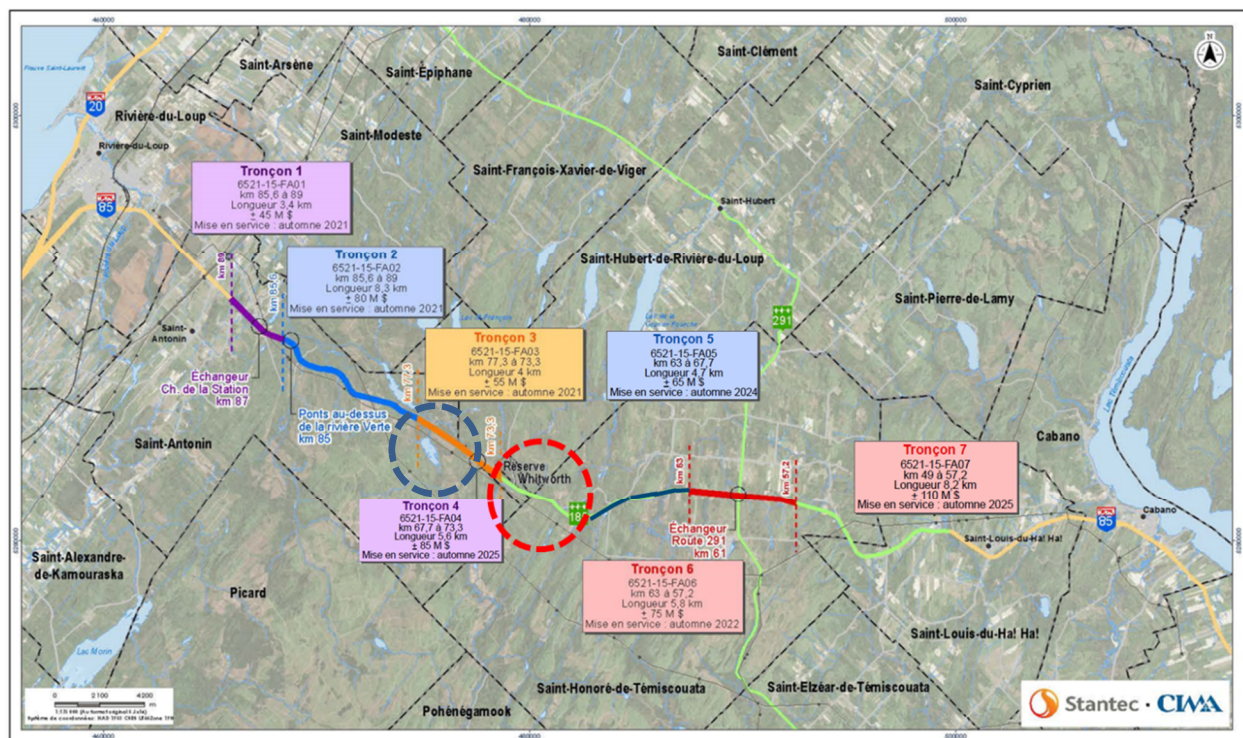 460000
480000
500000
Fleuve Saint-Laurent
Saint-Arsène
Saint-Épiphane
Saint-Clément
Saint-Cyprien
N
20
Rivière-du-Loup
Rivière-du-Loup
Saint-Modeste
Saint-François-Xavier-de-Viger
Saint-Hubert
85
Tronçon 1
6521-15-FA01
km 85,6 à 89
Longueur 3,4 km
± 45 M $
Mise en service : automne 2021
Tronçon 2
6521-15-FA02
km 85,6 à 89
Longueur 8,3 km
± 80 M $
Mise en service : automne 2021
Saint-Hubert-de-Rivière-du-Loup
Saint-Pierre-de-Lamy
291
km 89
km 85,6
Saint-
Antonin
Tronçon 3
6521-15-FA03
km 77,3 à 73,3
Longueur 4 km
± 55 M $
Mise en service : automne 2021
Tronçon 5
6521-15-FA05
km 63 à 67,7
Longueur 4,7 km
± 65 M $
Mise en service : automne 2024
Lac Témiscouata
Échangeur
Ch. de la Station
km 87
Ponts au-dessus
de la rivière Verte
km 85
km 77,3
km 73,3
Saint-Antonin
Réserve
Whitworth
km 63
km 57,2
Tronçon 7
6521-15-FA07
km 49 à 57,2
Longueur 8,2 km
± 110 M $
Mise en service : automne 2025
Cabano
Cabano
85
Tronçon 4
6521-15-FA04
km 67,7 à 73,3
Longueur 5,6 km
± 85 M $
Mise en service : automne 2025
Échangeur
Route 291
km 61
Saint-Louis-du-Ha! Ha!
Saint-Alexandre-
de-Kamouraska
Picard
Tronçon 6
6521-15-FA06
km 63 à 57,2
Longueur 5,8 km
± 75 M $
Mise en service : automne 2022
Saint-Louis-du-Ha! Ha!
Lac Morin
Saint-Honoré-de-Témiscouata
Saint-Elzéar-de-Témiscouata
Pohénégamook
0 2 100 4 200
m
Stantec · CIMA
460000
480000
500000